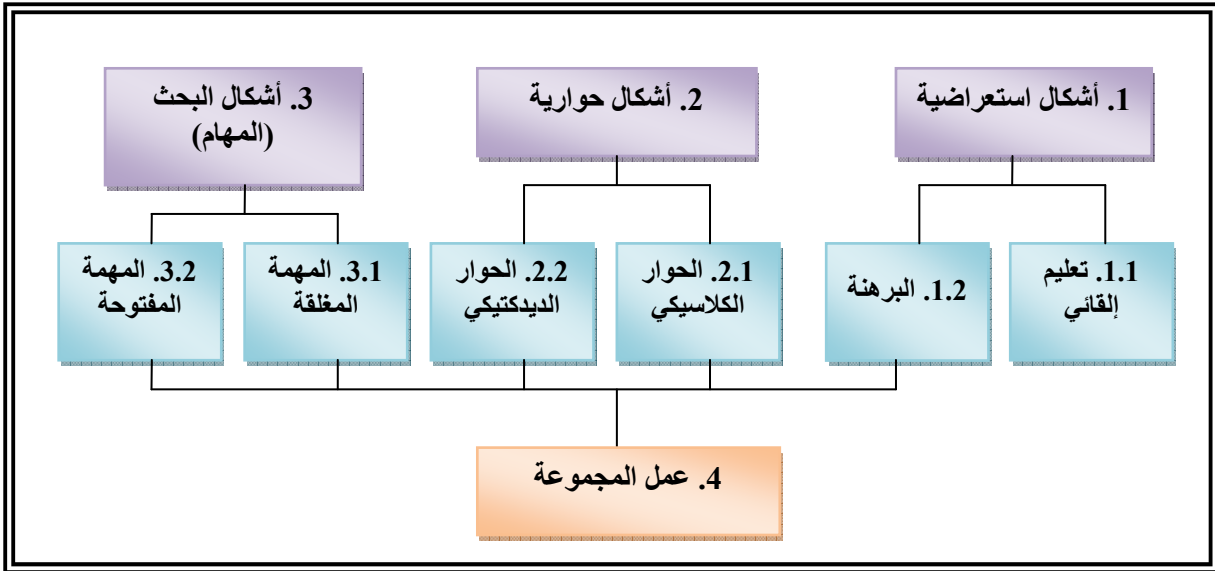 1. أشكال استعراضية
2. أشكال حوارية
3. أشكال البحث
(المهام)
1.1. تعليم
إلقائي
1.2. البرهنة
2.1. الحوار
الكلاسيكي
2.2. الحوار
الديدكتيكي
3.1. المهمة
المغلقة
3.2. المهمة
المفتوحة
4. عمل المجموعة